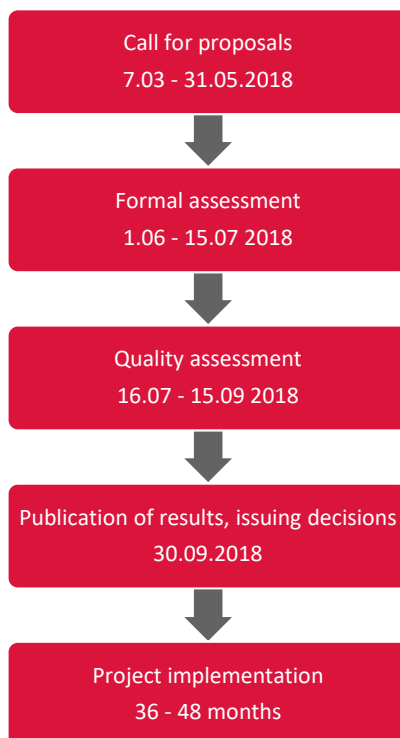 Call for proposals
7.03 - 31.05.2018
Formal assessment
1.06 - 15.07 2018
Quality assessment
16.07 - 15.09 2018
Publication of results, issuing decisions
30.09.2018
Project implementation
36 - 48 months